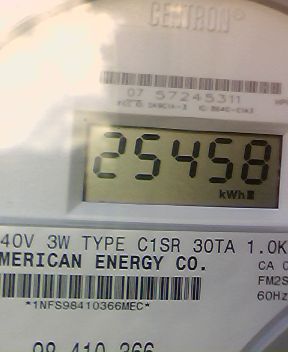 CENTRON®
07 57245311
25458
kWh
40V 3W TYPE C1SR 30TA 1.0K
MERICAN ENERGY CO.
CA 0
FM2S
60Hz
*1NFS98410366MEC*
98 410 366